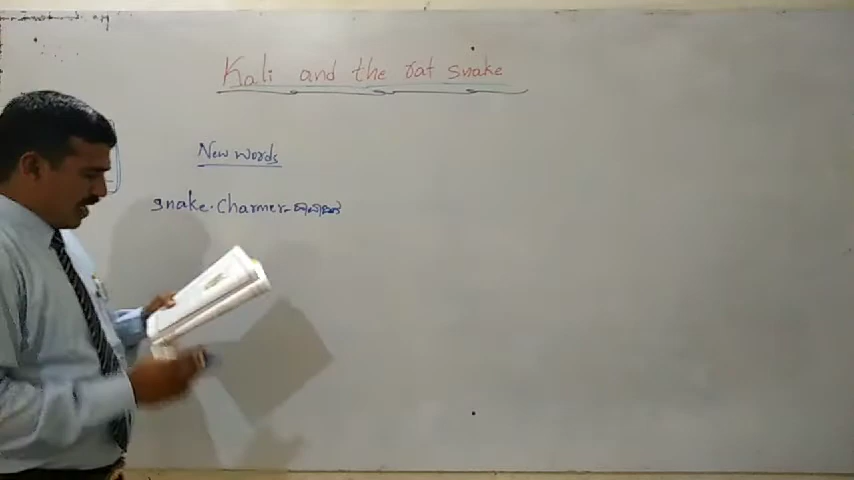 Kali and the rat snake
New words
snake-Charmer-